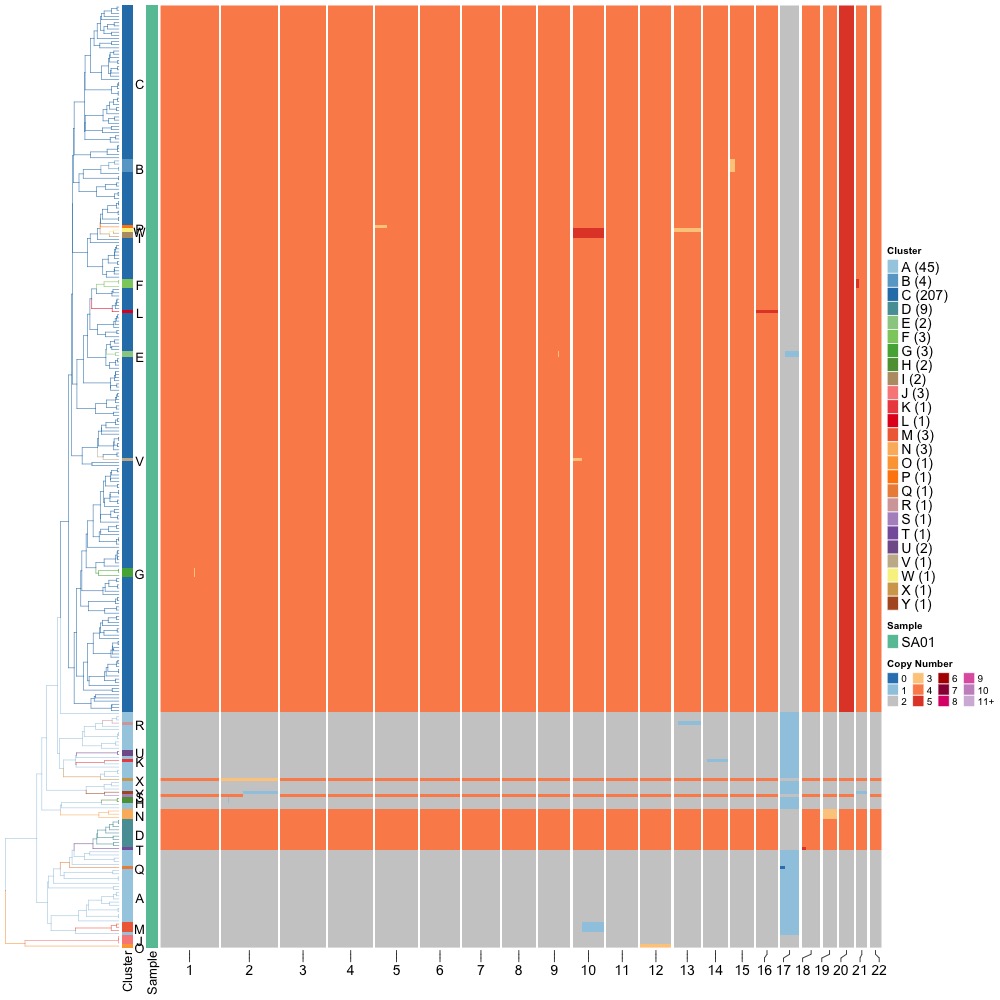 C
B
W
T
F
L
E
V
G
R
U
K
X
N
D
T
Q
A
M
O
Cluster
Sample
1 2 3 4 5 6 7 8 9 10 11 12 13 14 15 16 17 18 19 20 21 22
Cluster
A (45)
B (4)
C (207)
D (9)
E (2)
F (3)
G (3)
H (2)
I (2)
J (3)
K (1)
L (1)
M (3)
N (3)
O (1)
P (1)
Q (1)
R (1)
S (1)
T (1)
U (2)
V (1)
W (1)
X (1)
Y (1)
Sample
SA01
Copy Number
0 3 6 9
1 4 7 10
2 5 8 11+